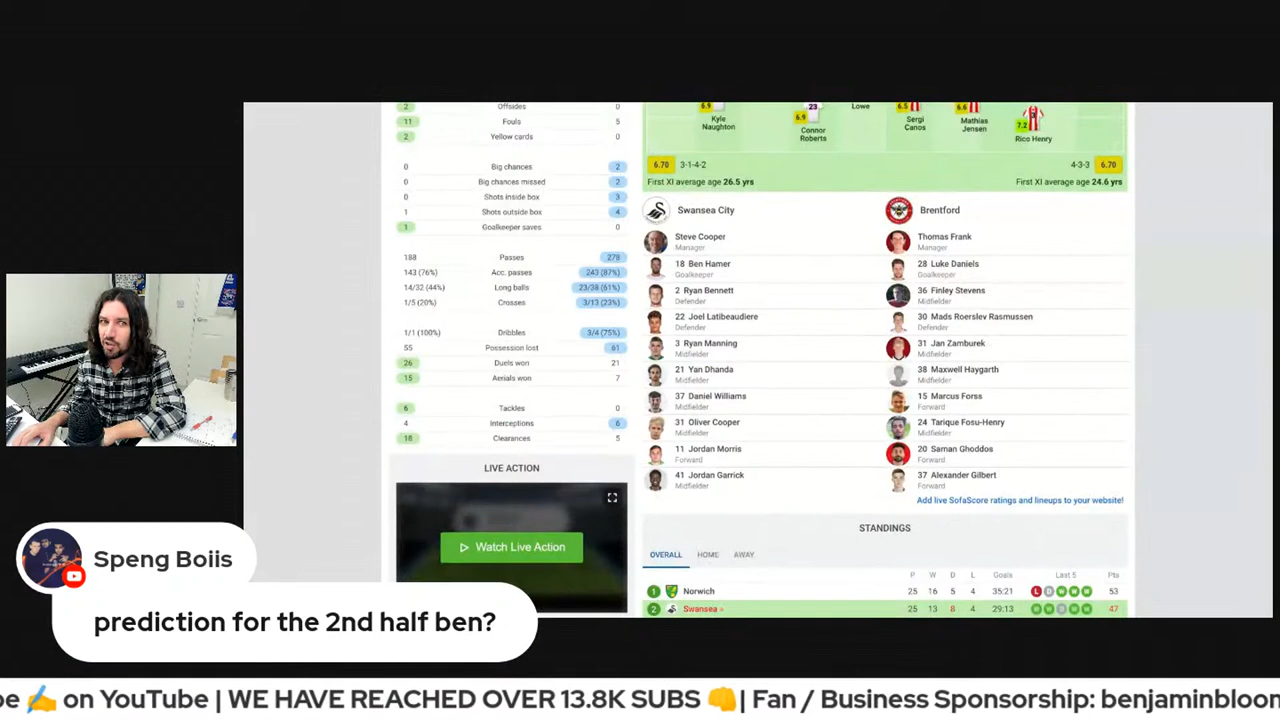 2 Offsides 0
11 Fouls 5
2 Yellow cards 0
0 Big chances 2
0 Big chances missed 2
0 Shots inside box 3
1 Shots outside box 4
1 Goalkeeper saves 0
188 Passes 278
143 (76%) Acc. passes 243 (87%)
14/32 (44%) Long balls 23/38 (61%)
1/5 (20%) Crosses 3/13 (23%)
1/1 (100%) Dribbles 3/4 (75%)
55 Possession lost 61
26 Duels won 21
15 Aerials won 7
6 Tackles 0
4 Interceptions 6
18 Clearances 5
LIVE ACTION
Watch Live Action
6.9
Kyle
Naughton
23
6.9
Connor
Roberts
Lowe
6.5
Sergi
Canos
6.6
Mathias
Jensen
7.2
Rico Henry
6.70 3-1-4-2
4-3-3 6.70
First XI average age 26.5 yrs
First XI average age 24.6 yrs
Swansea City
Brentford
Steve Cooper
Manager
Thomas Frank
Manager
18 Ben Hamer
Goalkeeper
28 Luke Daniels
Goalkeeper
2 Ryan Bennett
Defender
36 Finley Stevens
Midfielder
22 Joel Latibeaudiere
Defender
30 Mads Roerslev Rasmussen
Defender
3 Ryan Manning
Midfielder
31 Jan Zamburek
Midfielder
21 Yan Dhanda
Midfielder
38 Maxwell Haygarth
Midfielder
37 Daniel Williams
Midfielder
15 Marcus Forss
Forward
31 Oliver Cooper
Midfielder
24 Tarique Fosu-Henry
Midfielder
11 Jordan Morris
Forward
20 Saman Ghoddos
Forward
41 Jordan Garrick
Midfielder
37 Alexander Gilbert
Forward
Add live SofaScore ratings and lineups to your website!
STANDINGS
OVERALL HOME AWAY
P W D L Goals Last 5 Pts
1 Norwich 25 16 5 4 35:21 L D W W W 53
2 Swansea 25 13 8 4 29:13 W W D W W 47
Speng Boiis
prediction for the 2nd half ben?
be ✍️ on YouTube | WE HAVE REACHED OVER 13.8K SUBS 👊 | Fan / Business Sponsorship: benjaminbloom